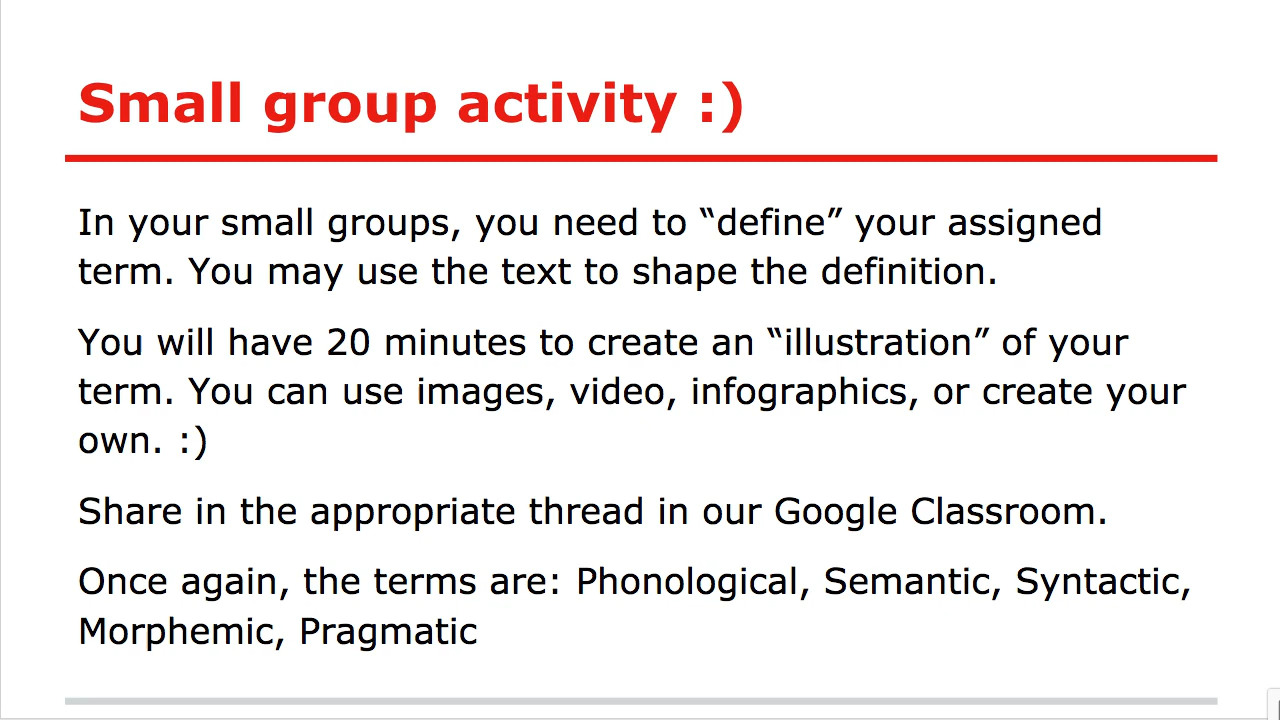 Small group activity :)
In your small groups, you need to “define” your assigned
term. You may use the text to shape the definition.
You will have 20 minutes to create an “illustration” of your
term. You can use images, video, infographics, or create your
own. :)
Share in the appropriate thread in our Google Classroom.
Once again, the terms are: Phonological, Semantic, Syntactic,
Morphemic, Pragmatic